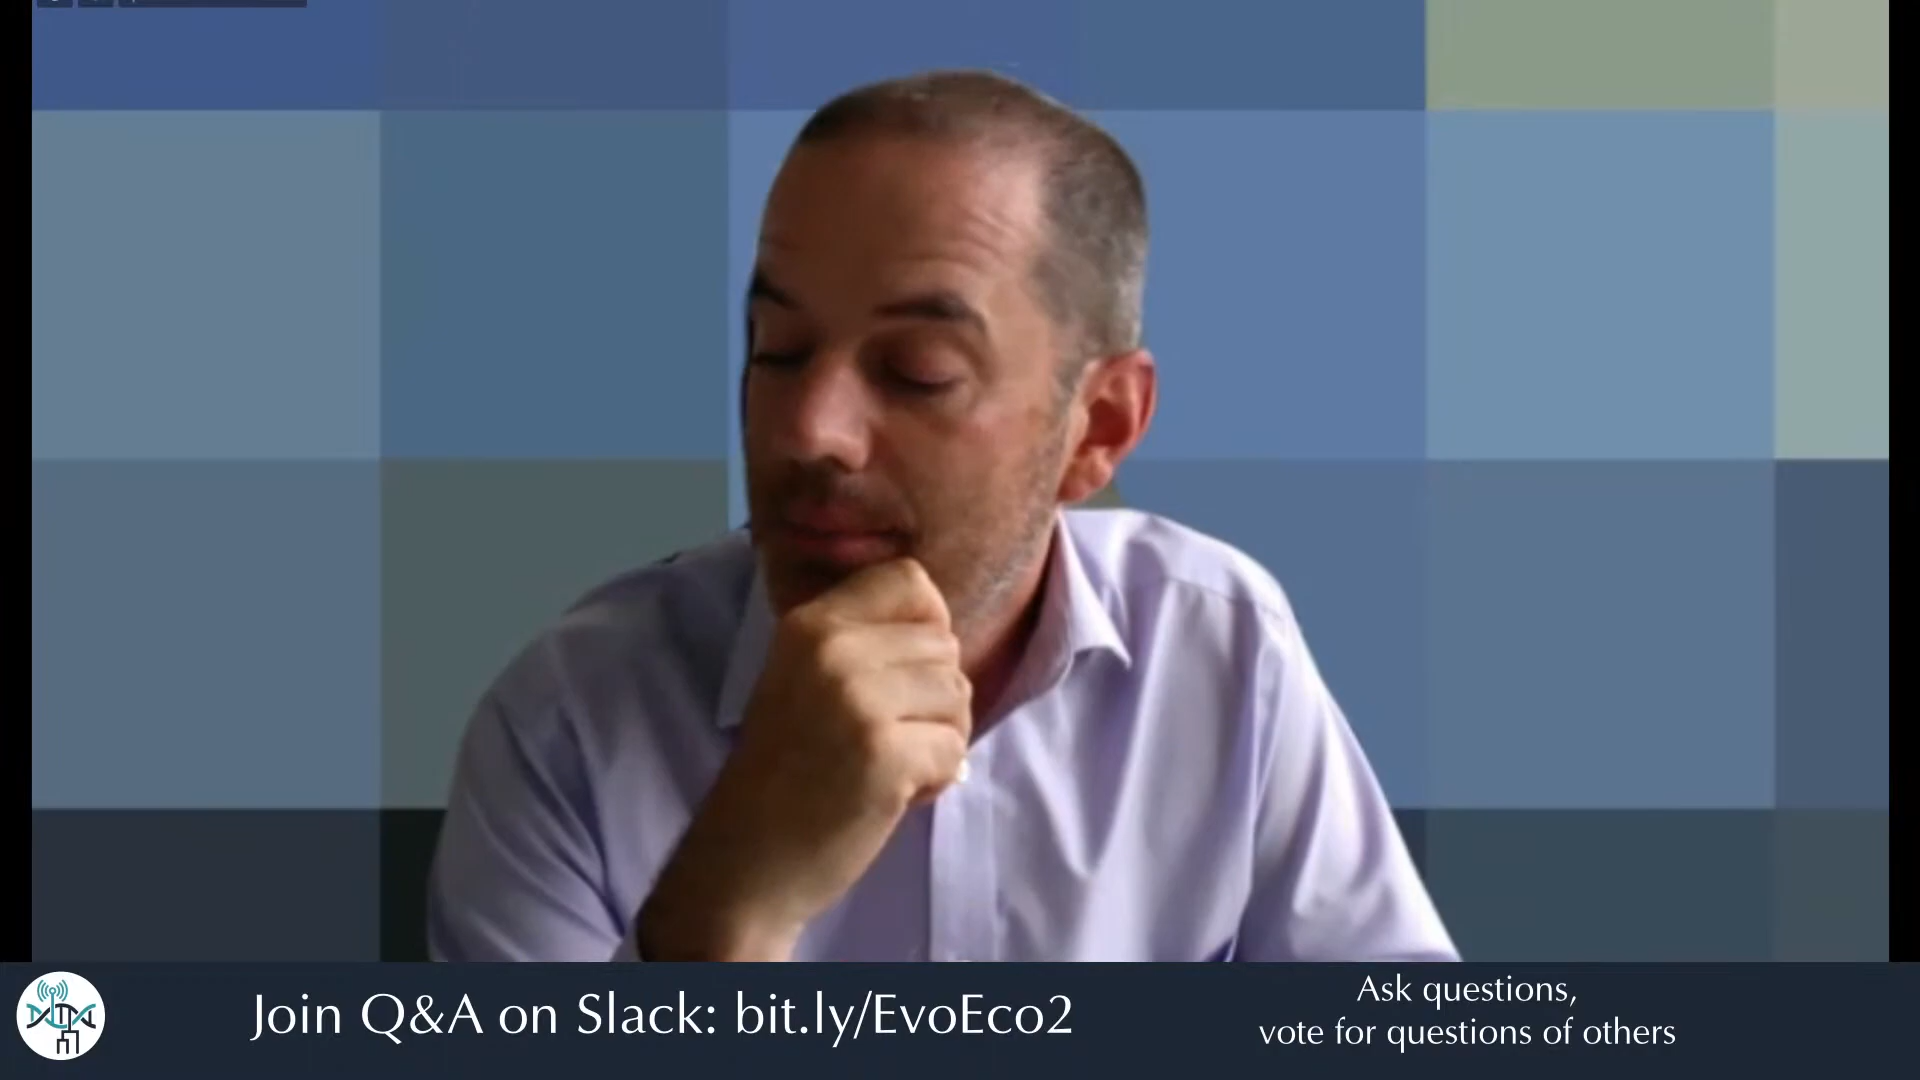 Join Q&A on Slack: bit.ly/EvoEco2
Ask questions,
vote for questions of others